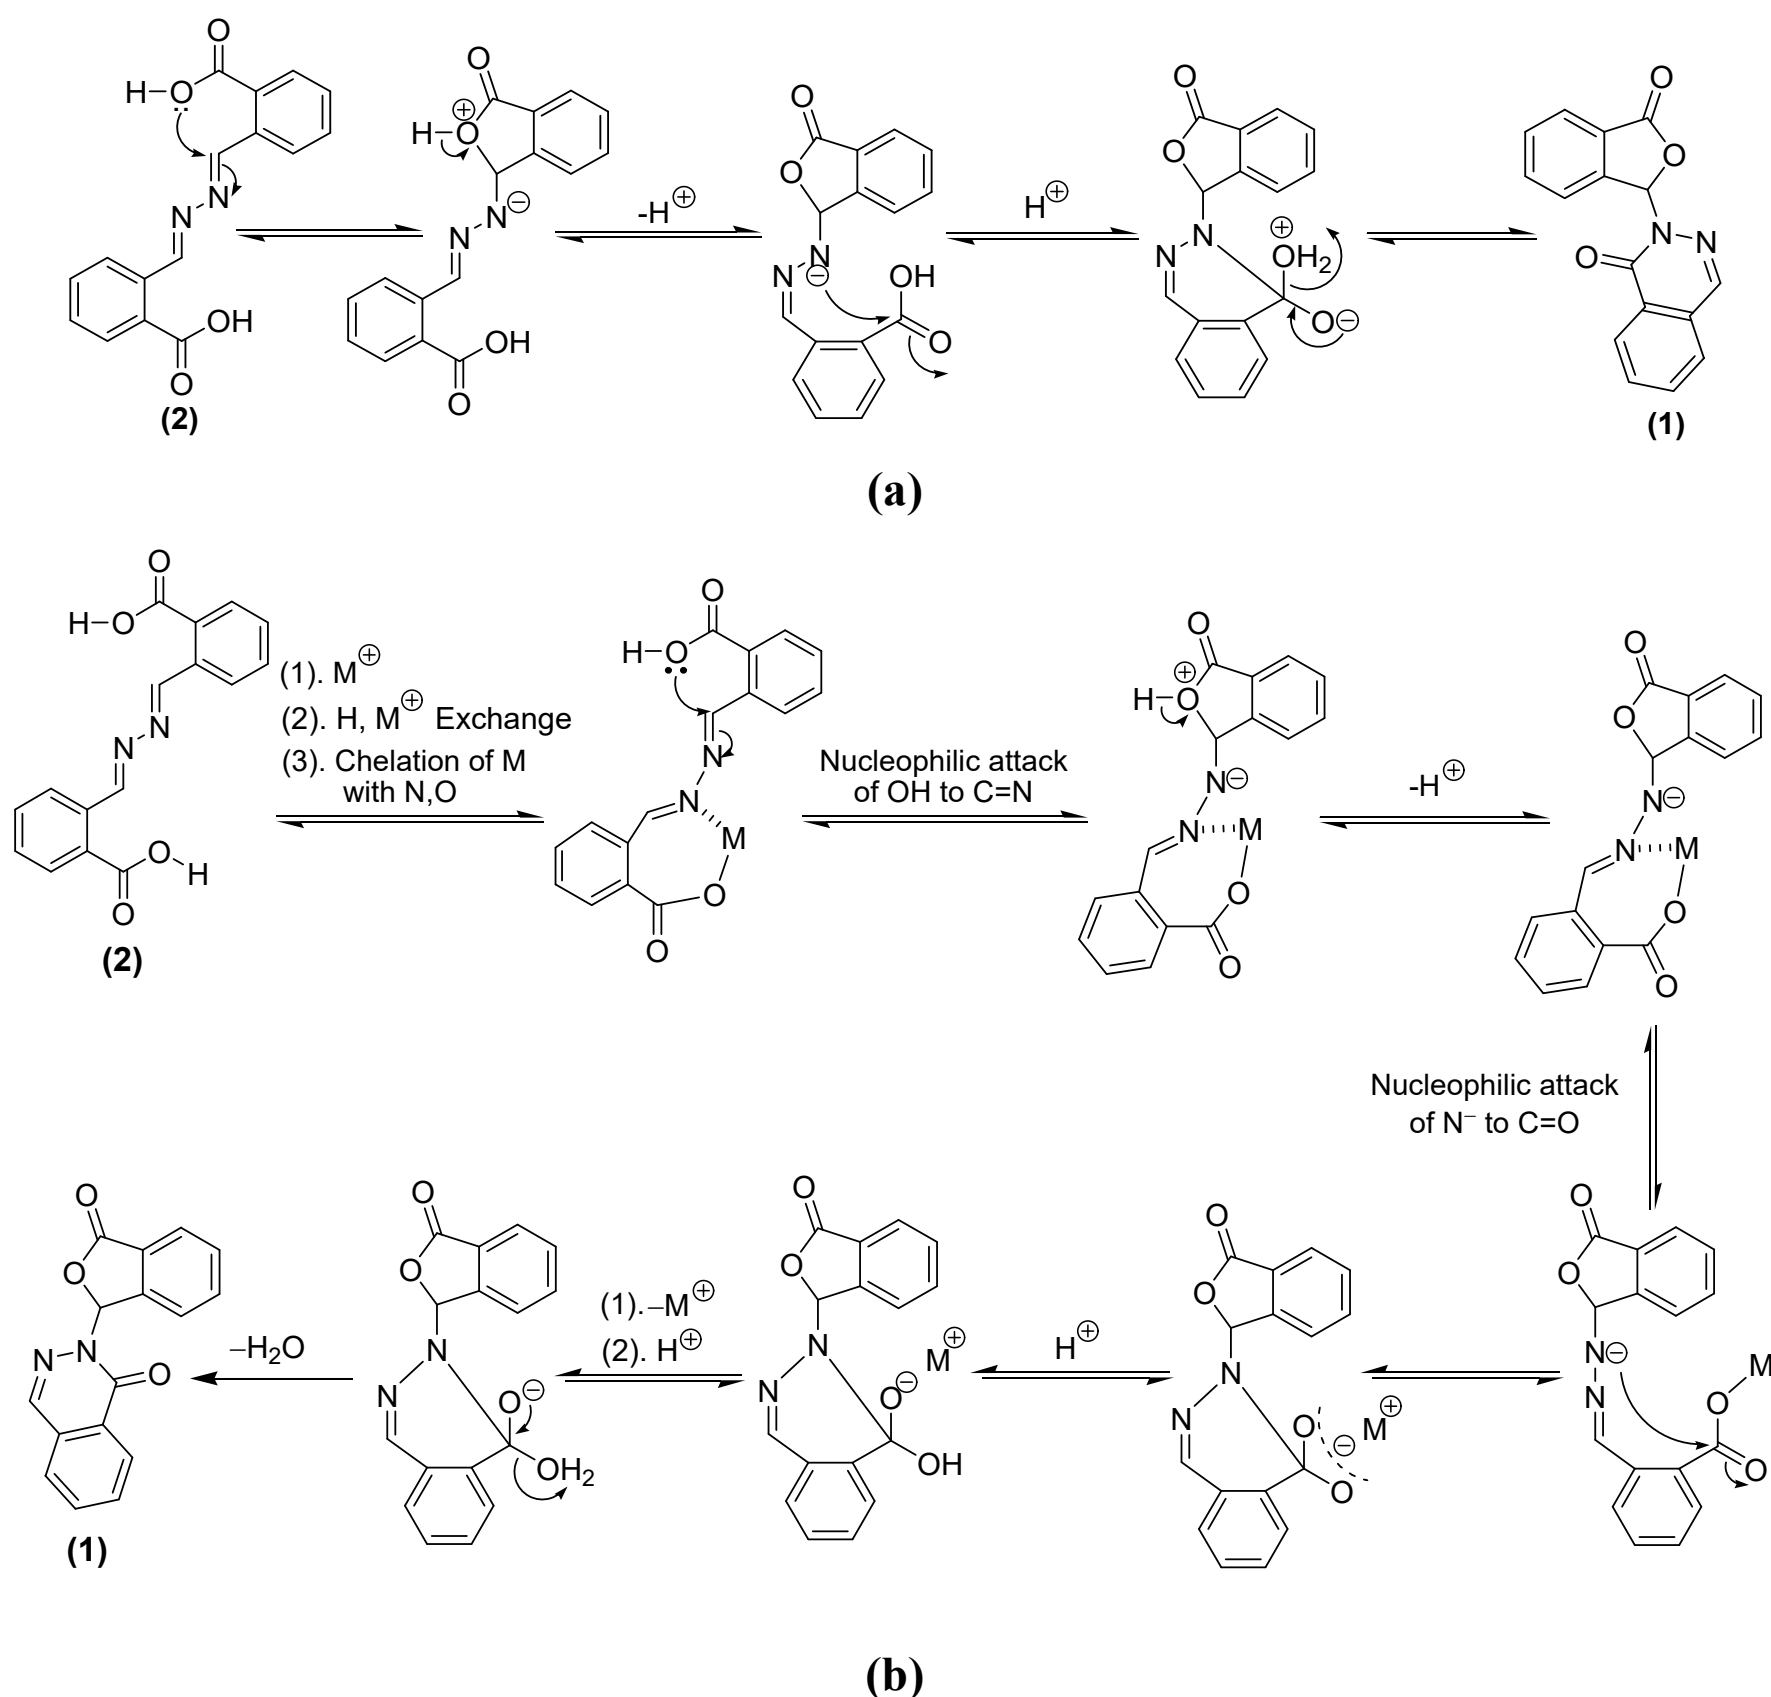 O
H–O
N
N
OH
O
(2)
O
H–O⊕
N⊖
N
OH
O
-H⊕
O
O
N⊖
N
OH
O
H⊕
O
O
N
N
⊕
OH2
O⊖
O
O
N–N
O
(1)
(a)
O
H–O
N
N
O
H
O
(2)
(1). M⊕
(2). H, M⊕ Exchange
(3). Chelation of M
with N,O
O
H–O
N
N
M
O
O
Nucleophilic attack
of OH to C=N
O
H–O⊕
N⊖
N
M
O
O
-H⊕
O
O
N⊖
N
M
O
O
Nucleophilic attack
of N⁻ to C=O
O
O
N
N
O
(1)
–H2O
O
O
N
N
O⊖
OH2
(1).–M⊕
(2). H⊕
O
O
N
N
O⊖
M⊕
OH
H⊕
O
O
N
N
O
⊖
M⊕
O
O
O
N⊖
N
M
O
O
(b)